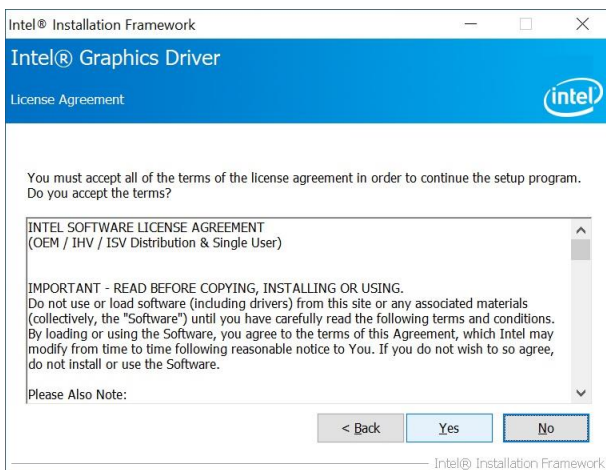 Intel® Installation Framework
Intel® Graphics Driver
License Agreement
intel
You must accept all of the terms of the license agreement in order to continue the setup program.
Do you accept the terms?
INTEL SOFTWARE LICENSE AGREEMENT
(OEM / IHV / ISV Distribution & Single User)
IMPORTANT - READ BEFORE COPYING, INSTALLING OR USING.
Do not use or load software (including drivers) from this site or any associated materials
(collectively, the "Software") until you have carefully read the following terms and conditions.
By loading or using the Software, you agree to the terms of this Agreement, which Intel may
modify from time to time following reasonable notice to You. If you do not wish to so agree,
do not install or use the Software.
Please Also Note:
< Back Yes No
Intel® Installation Framework